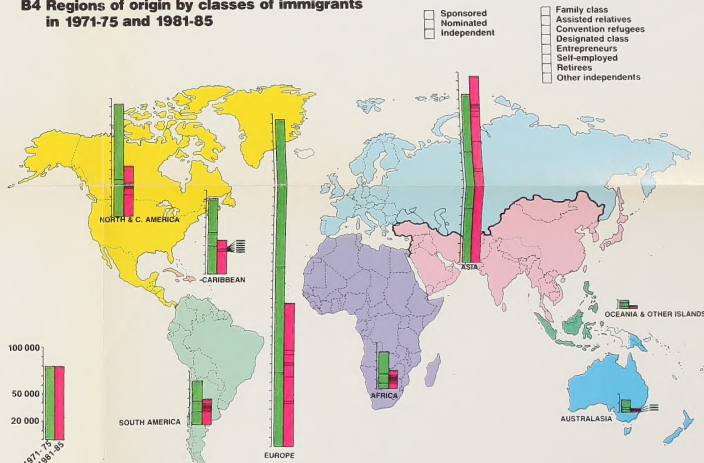 B4 Regions of origin by classes of immigrants
in 1971-75 and 1981-85
Sponsored
Nominated
Independent
Family class
Assisted relatives
Convention refugees
Designated class
Entrepreneurs
Self-employed
Retirees
Other independents
NORTH & C. AMERICA
CARIBBEAN
ASIA
OCEANIA & OTHER ISLANDS
AFRICA
AUSTRALASIA
SOUTH AMERICA
EUROPE
100 000
50 000
20 000
1971-75
1981-85